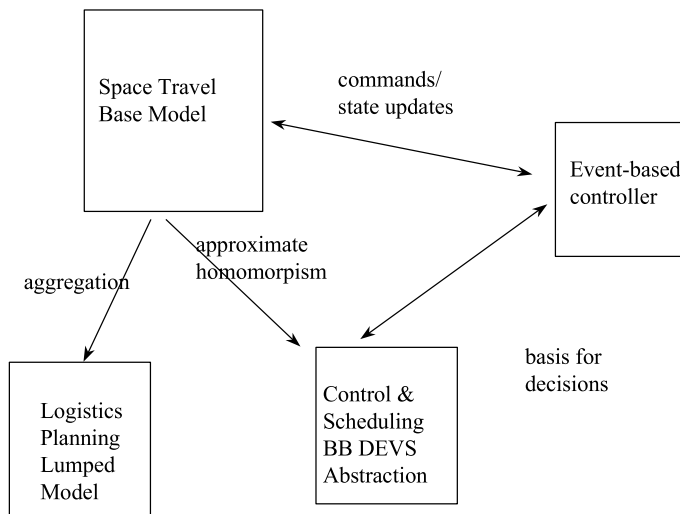 Space Travel
Base Model
commands/
state updates
Event-based
controller
approximate
homomorpism
aggregation
basis for
decisions
Control &
Scheduling
BB DEVS
Abstraction
Logistics
Planning
Lumped
Model